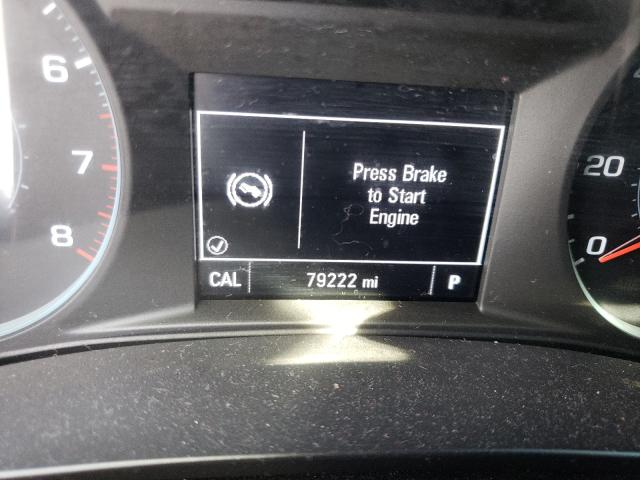 6
7
8
Press Brake
to Start
Engine
CAL 79222 mi P
20
0